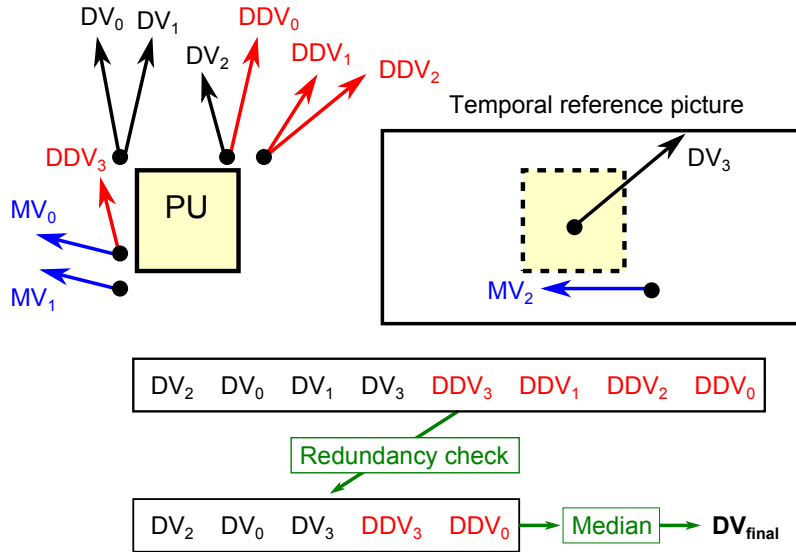 DV₀ DV₁ DV₂ DDV₀ DDV₁ DDV₂
Temporal reference picture
DDV₃ PU DV₃
MV₀
MV₁ MV₂
DV₂ DV₀ DV₁ DV₃ DDV₃ DDV₁ DDV₂ DDV₀
Redundancy check
DV₂ DV₀ DV₃ DDV₃ DDV₀ Median DV_final